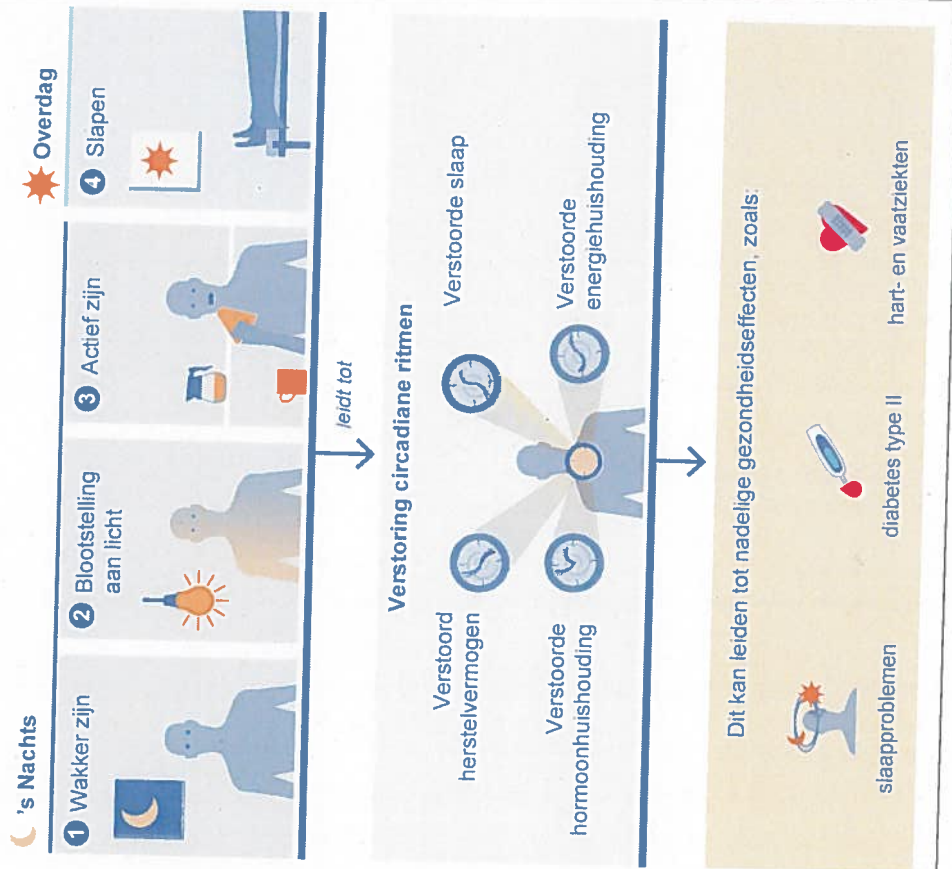 's Nachts
Overdag
1 Wakker zijn
2 Blootstelling
aan licht
3 Actief zijn
4 Slapen
leidt tot
Verstoring circadiane ritmen
Verstoord
herstelvermogen
Verstoorde slaap
Verstoorde
hormoonhuishouding
Verstoorde
energiehuishouding
Dit kan leiden tot nadelige gezondheidseffecten, zoals:
slaapproblemen
diabetes type II
hart- en vaatziekten